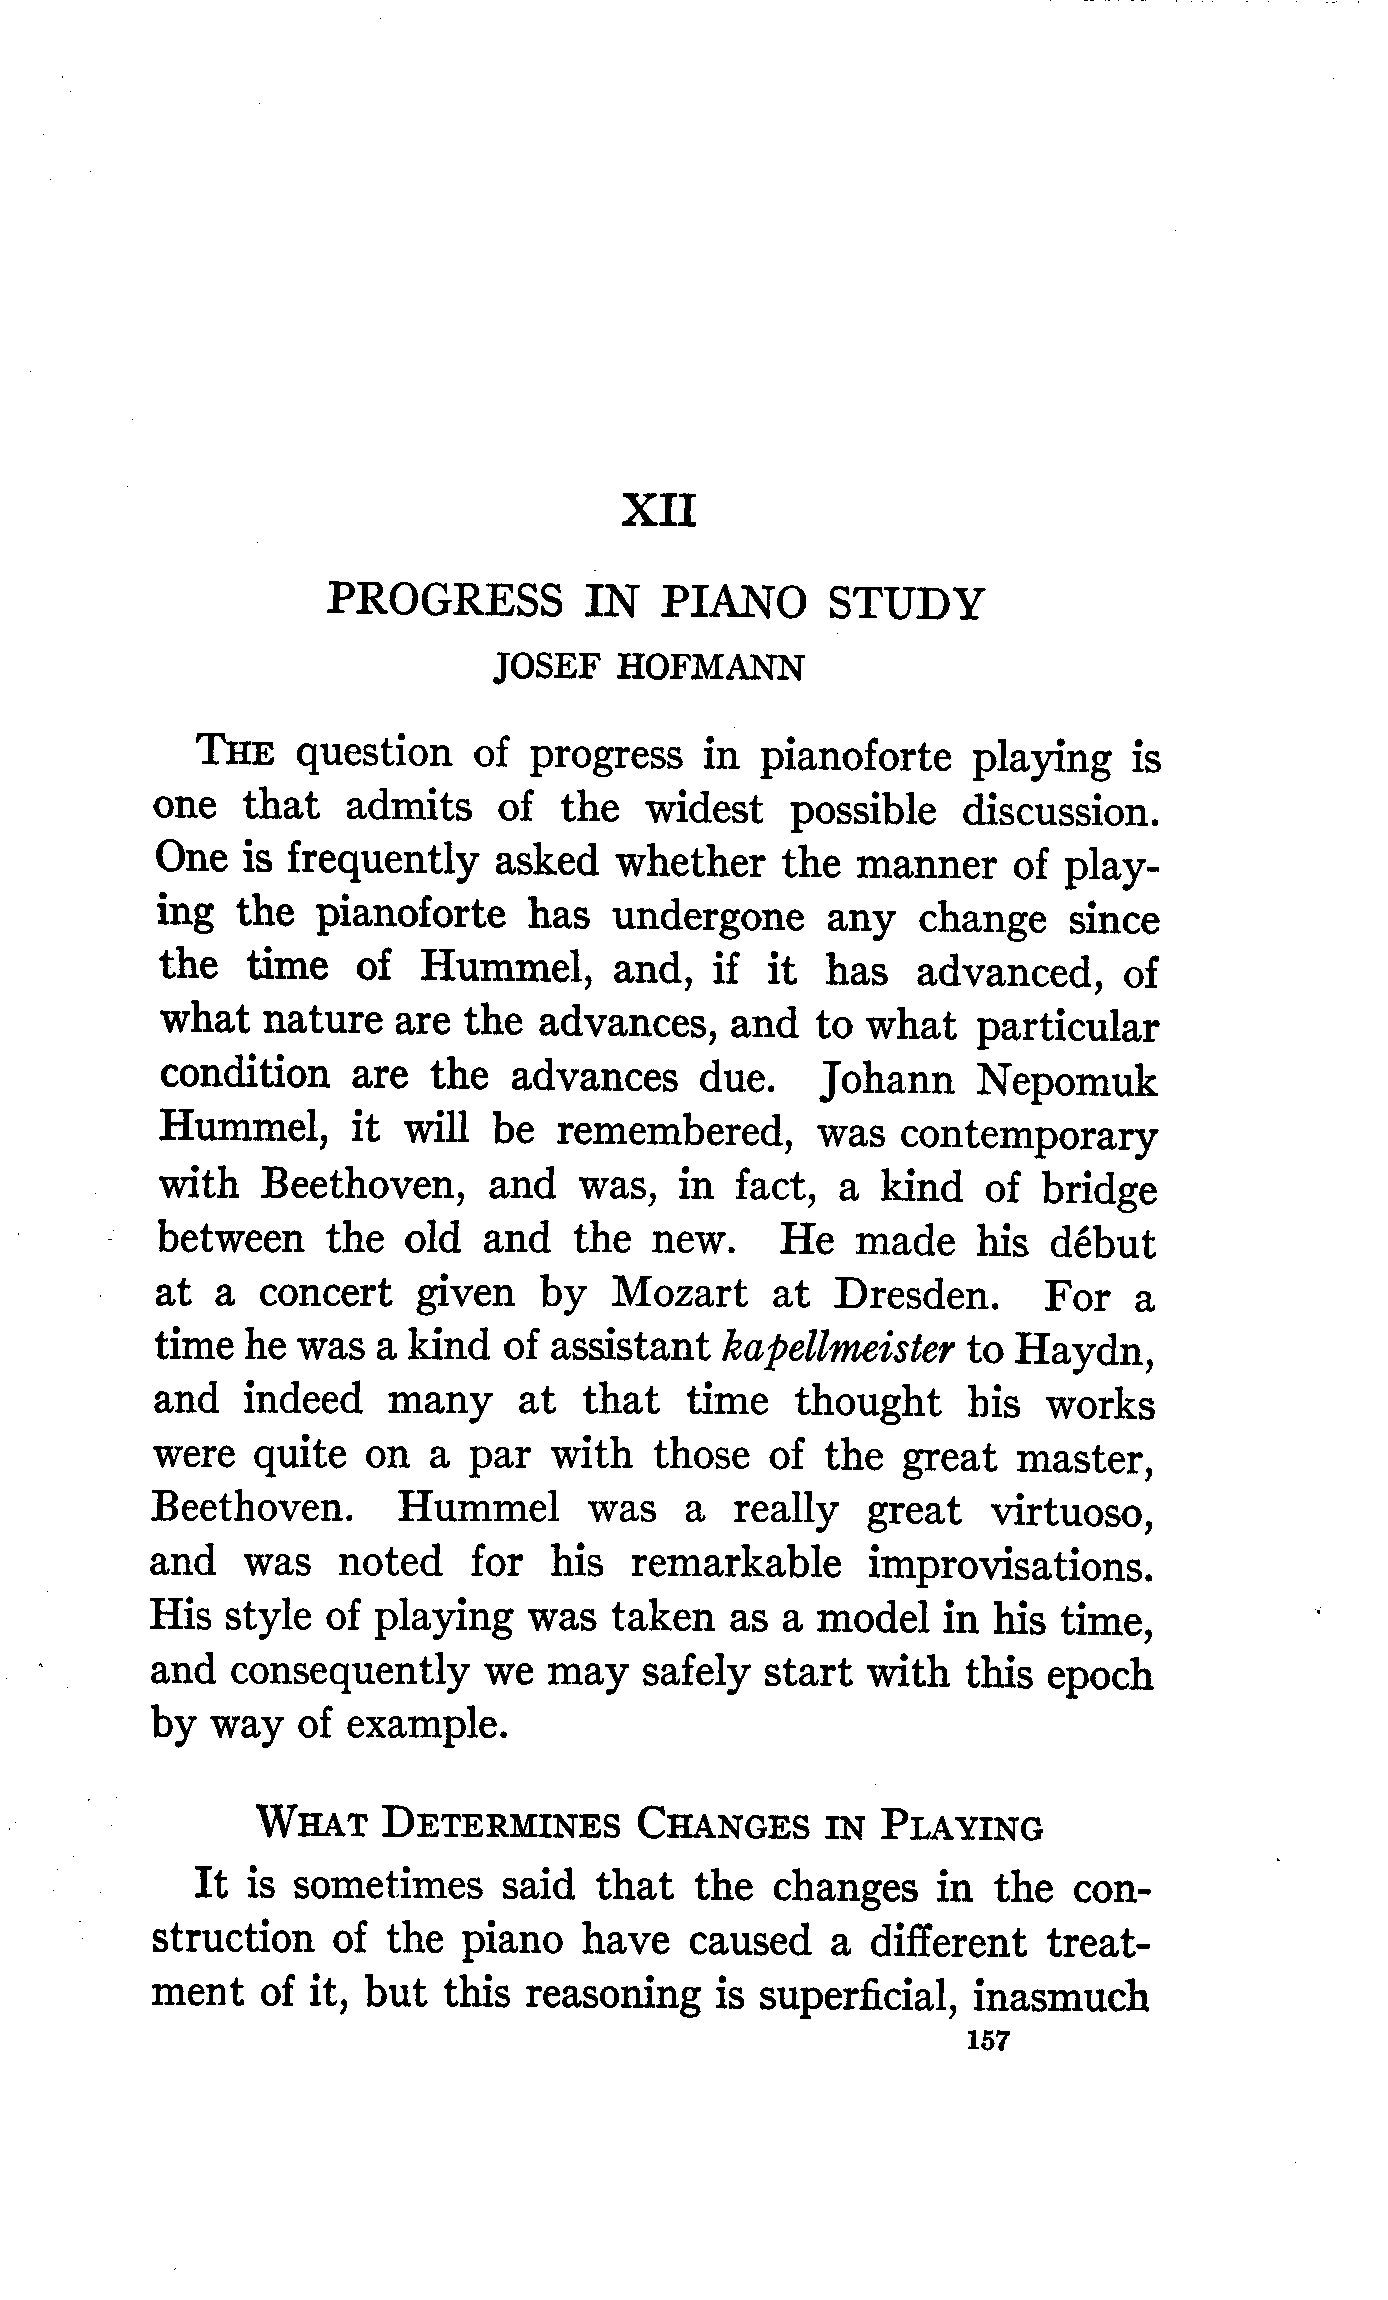 XII
PROGRESS IN PIANO STUDY
JOSEF HOFMANN
THE question of progress in pianoforte playing is
one that admits of the widest possible discussion.
One is frequently asked whether the manner of play-
ing the pianoforte has undergone any change since
the time of Hummel, and, if it has advanced, of
what nature are the advances, and to what particular
condition are the advances due. Johann Nepomuk
Hummel, it will be remembered, was contemporary
with Beethoven, and was, in fact, a kind of bridge
between the old and the new. He made his début
at a concert given by Mozart at Dresden. For a
time he was a kind of assistant kapellmeister to Haydn,
and indeed many at that time thought his works
were quite on a par with those of the great master,
Beethoven. Hummel was a really great virtuoso,
and was noted for his remarkable improvisations.
His style of playing was taken as a model in his time,
and consequently we may safely start with this epoch
by way of example.
WHAT DETERMINES CHANGES IN PLAYING
It is sometimes said that the changes in the con-
struction of the piano have caused a different treat-
ment of it, but this reasoning is superficial, inasmuch
157